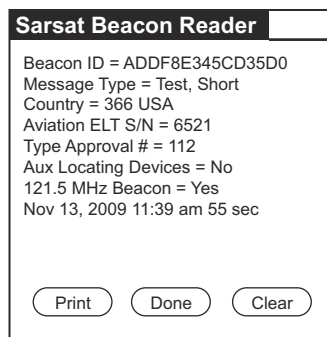 Sarsat Beacon Reader
Beacon ID = ADDF8E345CD35D0
Message Type = Test, Short
Country = 366 USA
Aviation ELT S/N = 6521
Type Approval # = 112
Aux Locating Devices = No
121.5 MHz Beacon = Yes
Nov 13, 2009 11:39 am 55 sec
Print Done Clear